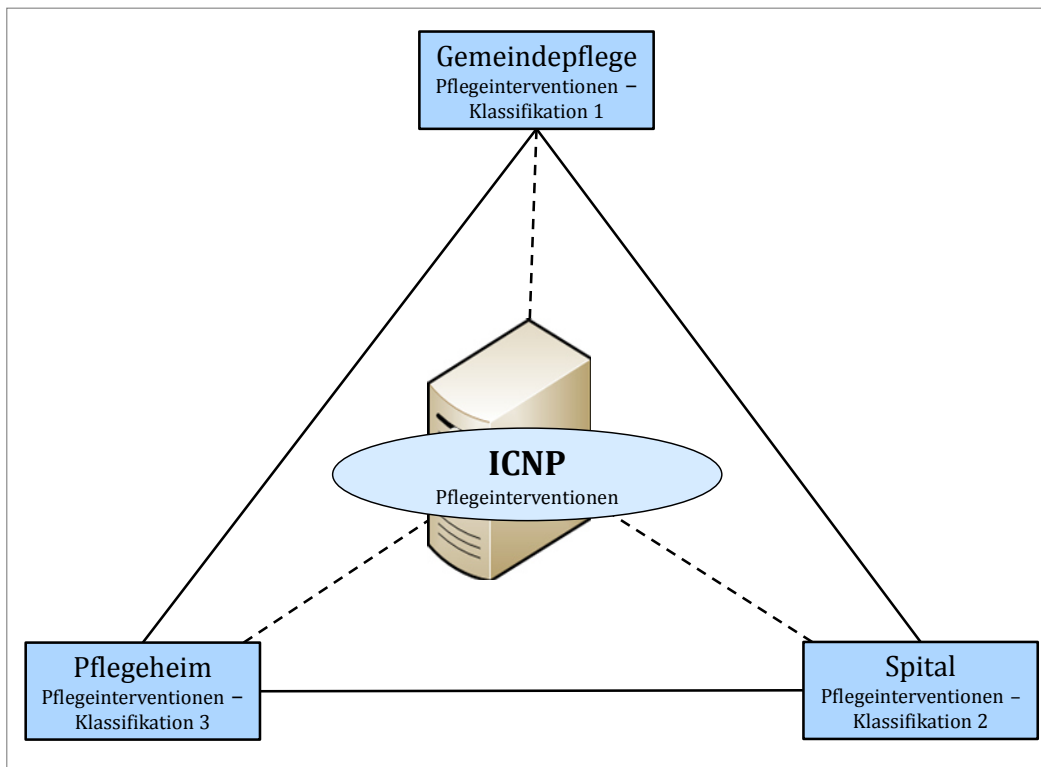 Gemeindepflege
Pflegeinterventionen –
Klassifikation 1
ICNP
Pflegeinterventionen
Pflegeheim
Pflegeinterventionen –
Klassifikation 3
Spital
Pflegeinterventionen –
Klassifikation 2